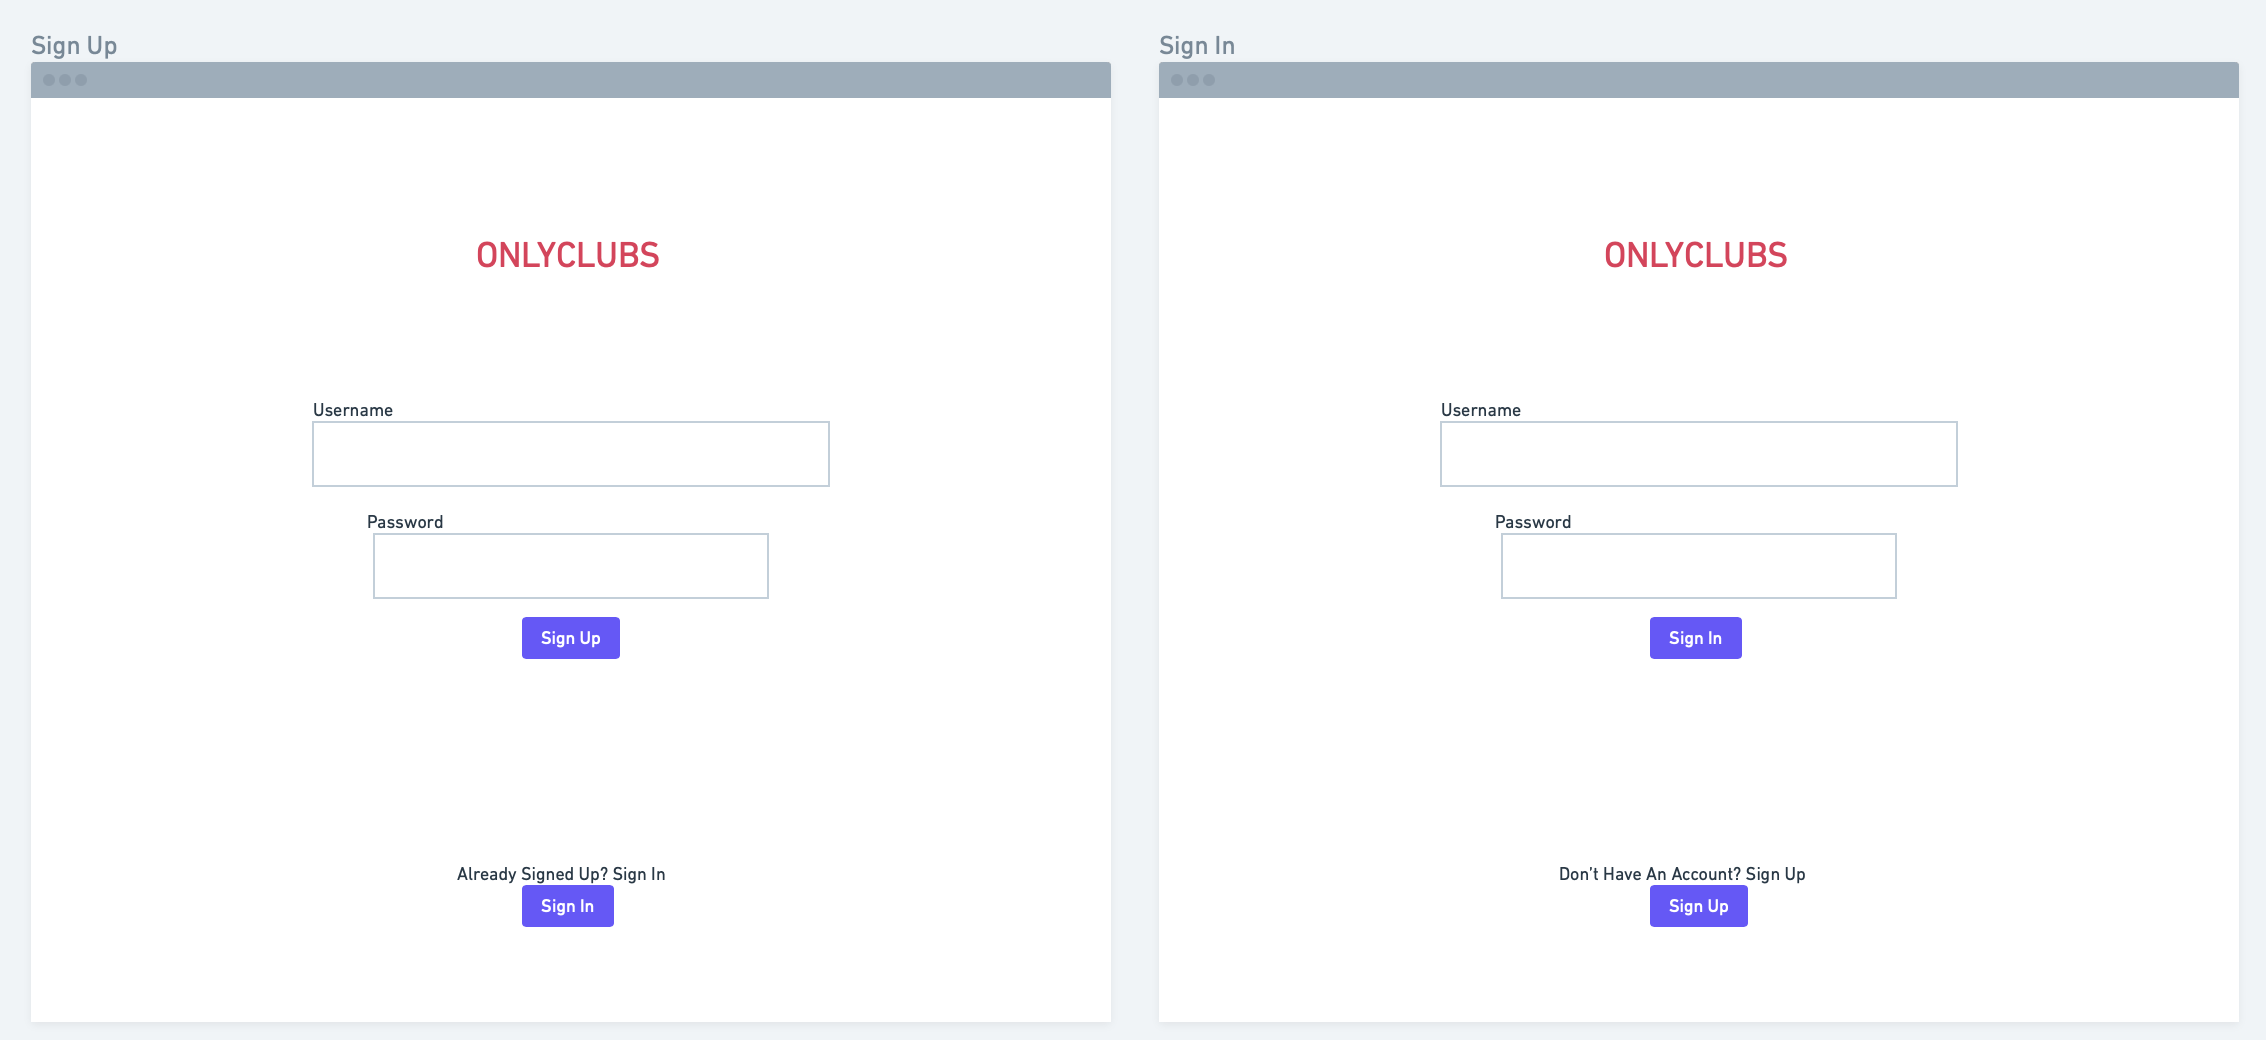 Sign Up
ONLYCLUBS
Username
Password
Sign Up
Already Signed Up? Sign In
Sign In
Sign In
ONLYCLUBS
Username
Password
Sign In
Don’t Have An Account? Sign Up
Sign Up